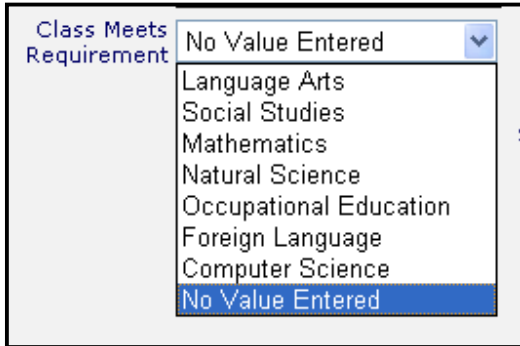 Class Meets
Requirement
No Value Entered
Language Arts
Social Studies
Mathematics
Natural Science
Occupational Education
Foreign Language
Computer Science
No Value Entered